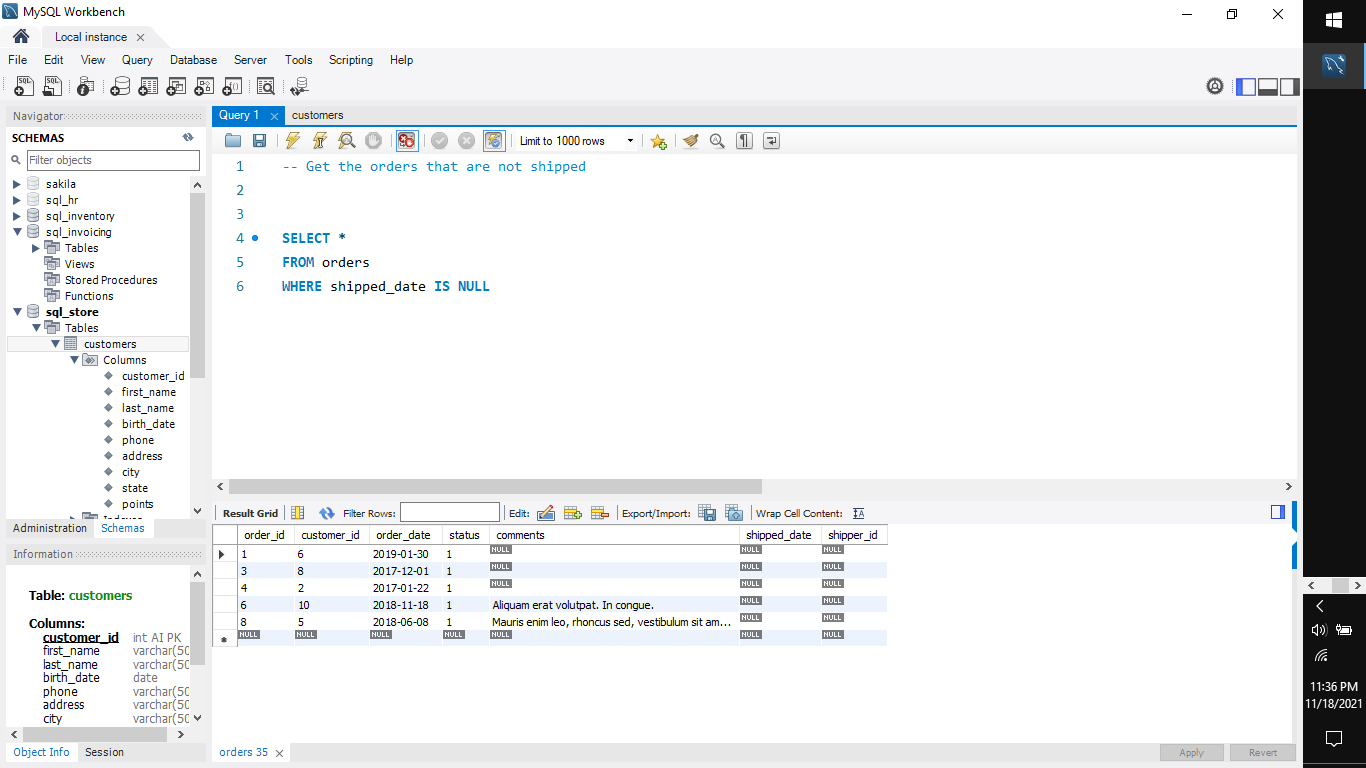 MySQL Workbench
Local instance
File Edit View Query Database Server Tools Scripting Help
Navigator
SCHEMAS
Filter objects
sakila
sql_hr
sql_inventory
sql_invoicing
Tables
Views
Stored Procedures
Functions
sql_store
Tables
customers
Columns
customer_id
first_name
last_name
birth_date
phone
address
city
state
points
Administration Schemas
Information
Table: customers
Columns:
customer_id int AI PK
first_name varchar(50
last_name varchar(50
birth_date date
phone varchar(50
address varchar(50
city varchar(50
Object Info Session
Query 1 customers
Limit to 1000 rows
1 -- Get the orders that are not shipped
2
3
4 SELECT *
5 FROM orders
6 WHERE shipped_date IS NULL
Result Grid Filter Rows: Edit: Export/Import: Wrap Cell Content:
order_id customer_id order_date status comments shipped_date shipper_id
1 6 2019-01-30 1 NULL NULL NULL
3 8 2017-12-01 1 NULL NULL NULL
4 2 2017-01-22 1 NULL NULL NULL
6 10 2018-11-18 1 Aliquam erat volutpat. In congue. NULL NULL
8 5 2018-06-08 1 Mauris enim leo, rhoncus sed, vestibulum sit am... NULL NULL
NULL NULL NULL NULL NULL NULL NULL
orders 35
Apply Revert
11:36 PM
11/18/2021